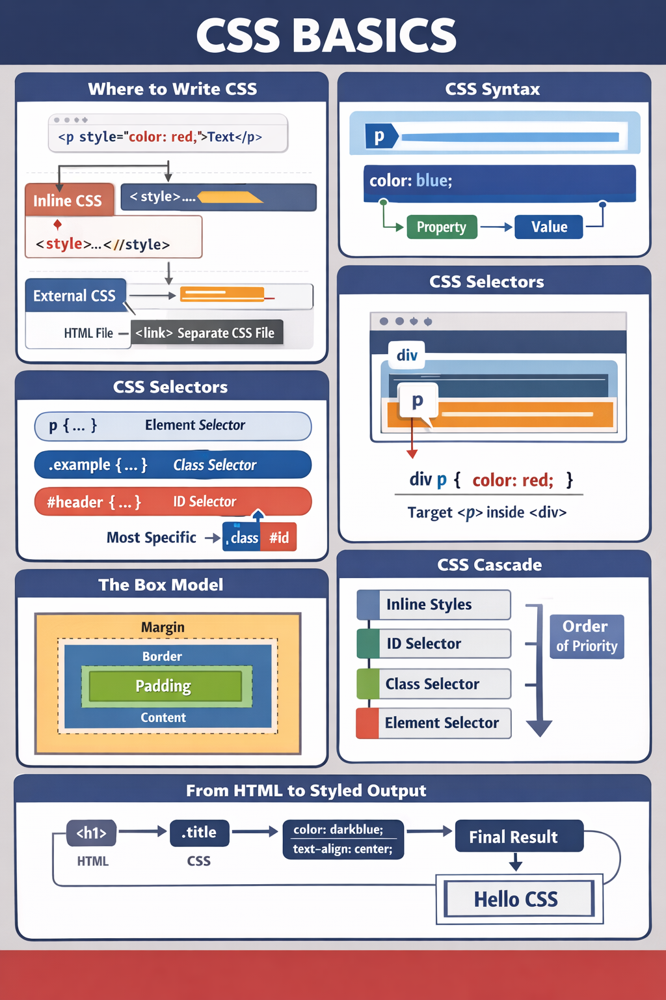 CSS BASICS
Where to Write CSS
<p style="color: red;">Text</p>
Inline CSS
< style>....
<style>...<//style>
External CSS
HTML File
<link> Separate CSS File
CSS Syntax
p
color: blue;
Property
Value
CSS Selectors
p {... }
Element Selector
.example {... }
Class Selector
#header {... }
ID Selector
Most Specific
.class
#id
CSS Selectors
div
p
div p { color: red; }
Target <p> inside <div>
The Box Model
Margin
Border
Padding
Content
CSS Cascade
Inline Styles
ID Selector
Class Selector
Element Selector
Order
of Priority
From HTML to Styled Output
<h1>
HTML
.title
CSS
color: darkblue;
text-align: center;
Final Result
Hello CSS